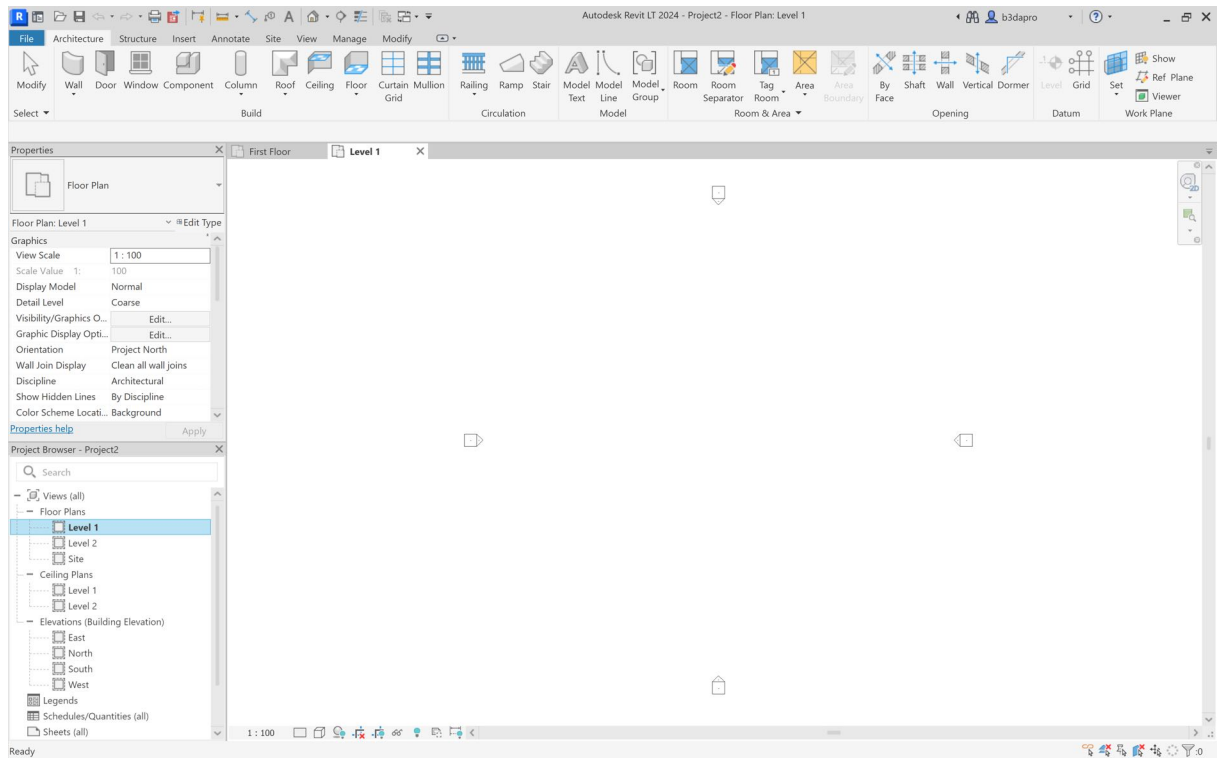 R
Autodesk Revit LT 2024 - Project2 - Floor Plan: Level 1
b3dapro
File Architecture Structure Insert Annotate Site View Manage Modify
Modify Wall Door Window Component Column Roof Ceiling Floor Curtain Grid Mullion Railing Ramp Stair Model Text Model Line Model Group Room Room Separator Tag Room Area Area Boundary By Face Shaft Wall Vertical Dormer Level Grid Set
Show
Ref Plane
Viewer
Select Build Circulation Model Room & Area Opening Datum Work Plane
Properties
First Floor Level 1
Floor Plan
2D
Floor Plan: Level 1 Edit Type
Graphics
View Scale 1 : 100
Scale Value 1: 100
Display Model Normal
Detail Level Coarse
Visibility/Graphics O... Edit...
Graphic Display Opti... Edit...
Orientation Project North
Wall Join Display Clean all wall joins
Discipline Architectural
Show Hidden Lines By Discipline
Color Scheme Locati... Background
Properties help Apply
Project Browser - Project2
Search
Views (all)
Floor Plans
Level 1
Level 2
Site
Ceiling Plans
Level 1
Level 2
Elevations (Building Elevation)
East
North
South
West
Legends
Schedules/Quantities (all)
Sheets (all)
1 : 100
Ready
:0